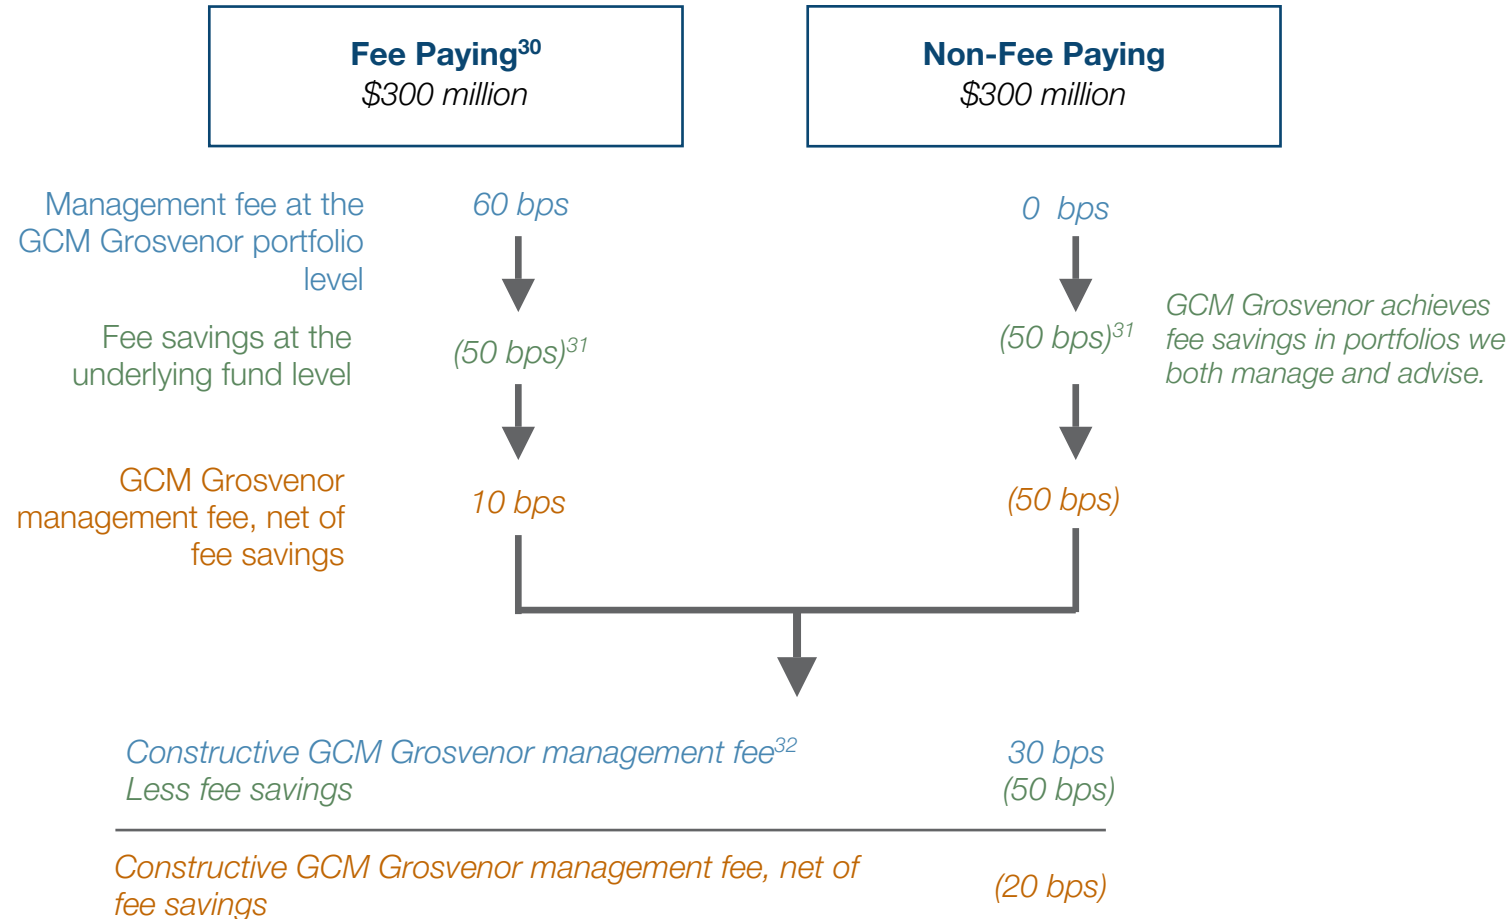 Fee Paying30
$300 million
Non-Fee Paying
$300 million
Management fee at the
GCM Grosvenor portfolio
level
60 bps
0 bps
Fee savings at the
underlying fund level
(50 bps)31
(50 bps)31
GCM Grosvenor achieves
fee savings in portfolios we
both manage and advise.
GCM Grosvenor
management fee, net of
fee savings
10 bps
(50 bps)
Constructive GCM Grosvenor management fee32
30 bps
Less fee savings
(50 bps)
Constructive GCM Grosvenor management fee, net of
fee savings
(20 bps)